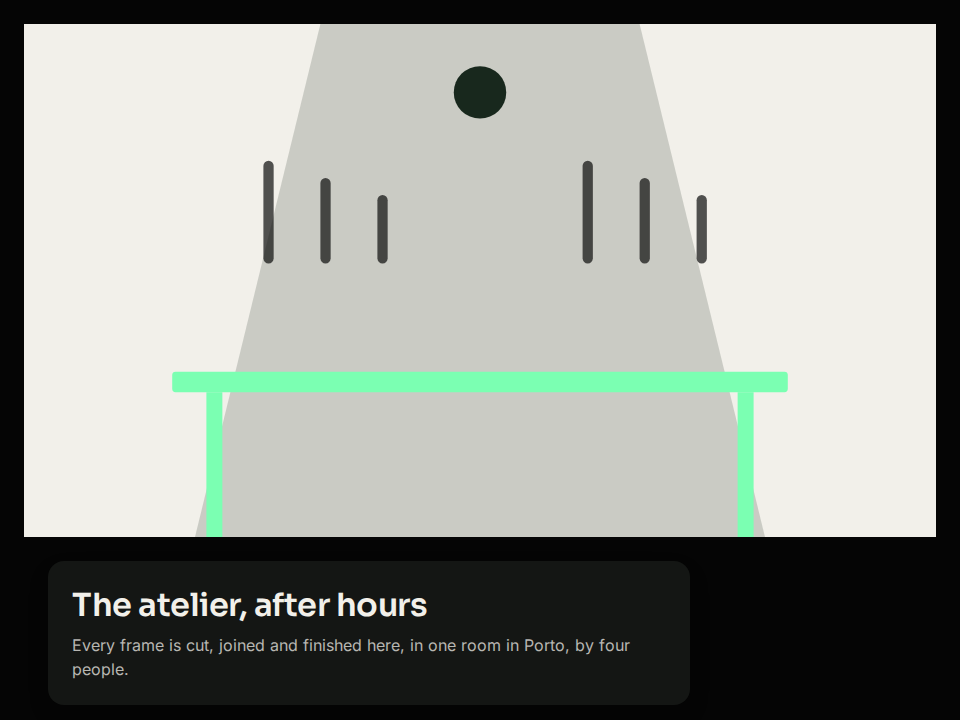 The atelier, after hours
Every frame is cut, joined and finished here, in one room in Porto, by four
people.